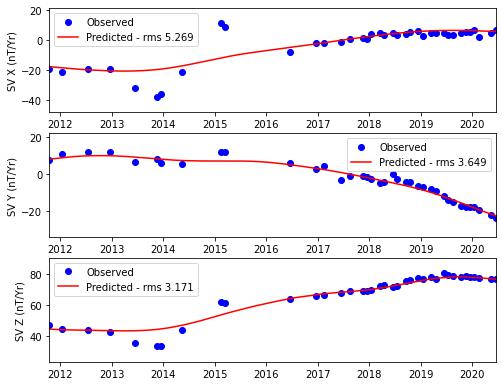 20
0
−20
−40
SV X (nT/Yr)
Observed
Predicted - rms 5.269
2012 2013 2014 2015 2016 2017 2018 2019 2020
20
0
−20
SV Y (nT/Yr)
Observed
Predicted - rms 3.649
2012 2013 2014 2015 2016 2017 2018 2019 2020
80
60
40
SV Z (nT/Yr)
Observed
Predicted - rms 3.171
2012 2013 2014 2015 2016 2017 2018 2019 2020